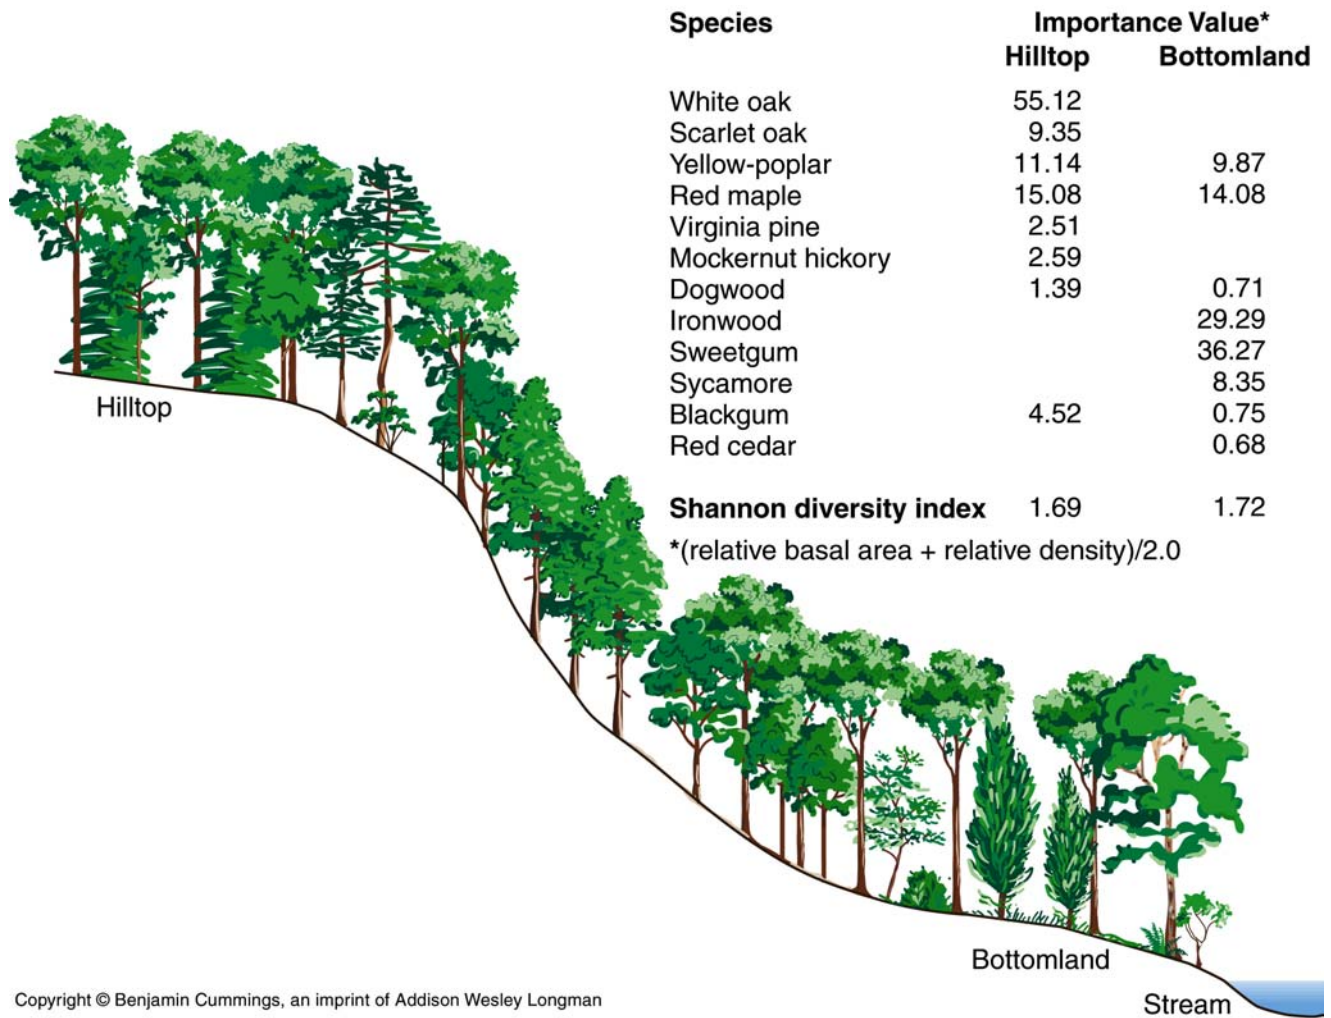 Species Importance Value*
Hilltop Bottomland
White oak 55.12
Scarlet oak 9.35
Yellow-poplar 11.14 9.87
Red maple 15.08 14.08
Virginia pine 2.51
Mockernut hickory 2.59
Dogwood 1.39 0.71
Ironwood 29.29
Sweetgum 36.27
Sycamore 8.35
Blackgum 4.52 0.75
Red cedar 0.68
Shannon diversity index 1.69 1.72
*(relative basal area + relative density)/2.0
Hilltop
Bottomland
Stream
Copyright © Benjamin Cummings, an imprint of Addison Wesley Longman